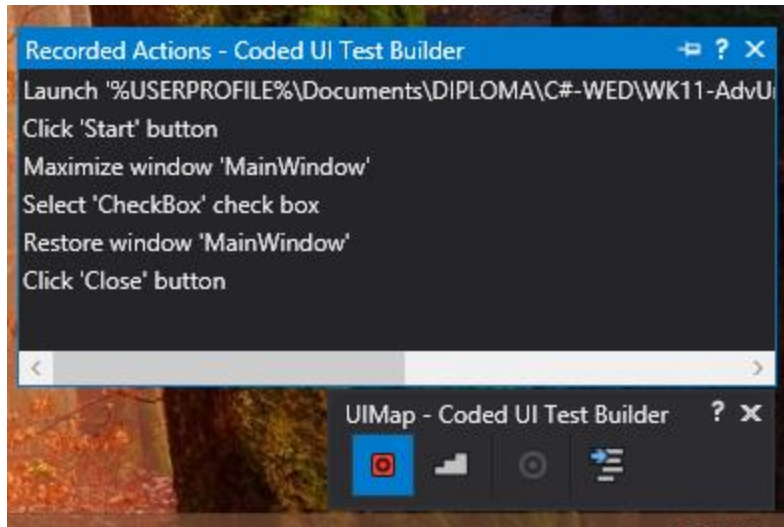 Recorded Actions - Coded UI Test Builder
Launch '%USERPROFILE%\Documents\DIPLOMA\C#-WED\WK11-AdvU
Click 'Start' button
Maximize window 'MainWindow'
Select 'CheckBox' check box
Restore window 'MainWindow'
Click 'Close' button
UIMap - Coded UI Test Builder